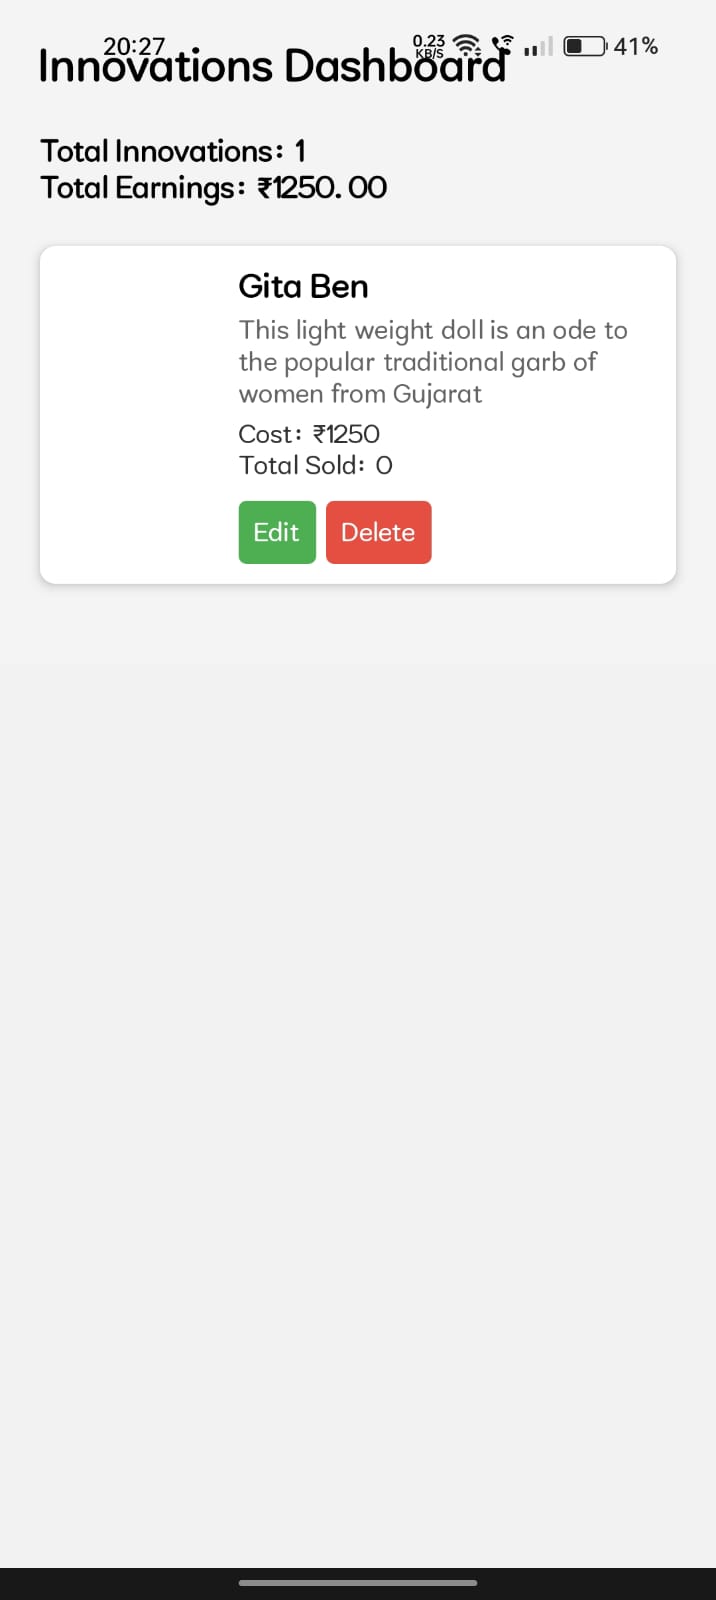 20:27
0.23
KB/S
41%
Innovations Dashboard
Total Innovations: 1
Total Earnings: ₹1250.00
Gita Ben
This light weight doll is an ode to
the popular traditional garb of
women from Gujarat
Cost: ₹1250
Total Sold: 0
Edit Delete